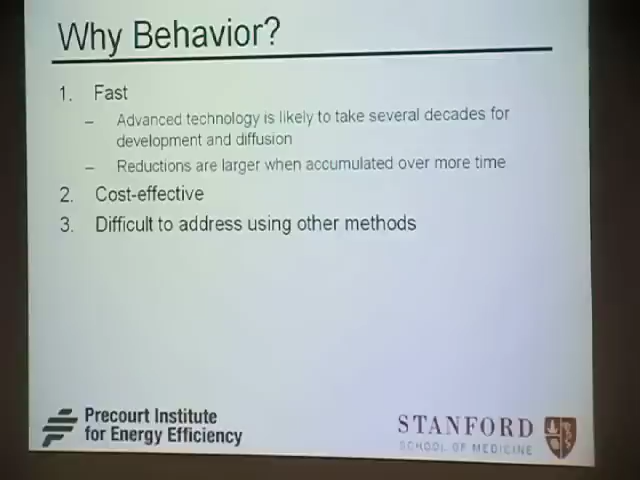 Why Behavior?
1. Fast
– Advanced technology is likely to take several decades for
development and diffusion
– Reductions are larger when accumulated over more time
2. Cost-effective
3. Difficult to address using other methods
Precourt Institute
for Energy Efficiency
STANFORD
SCHOOL OF MEDICINE